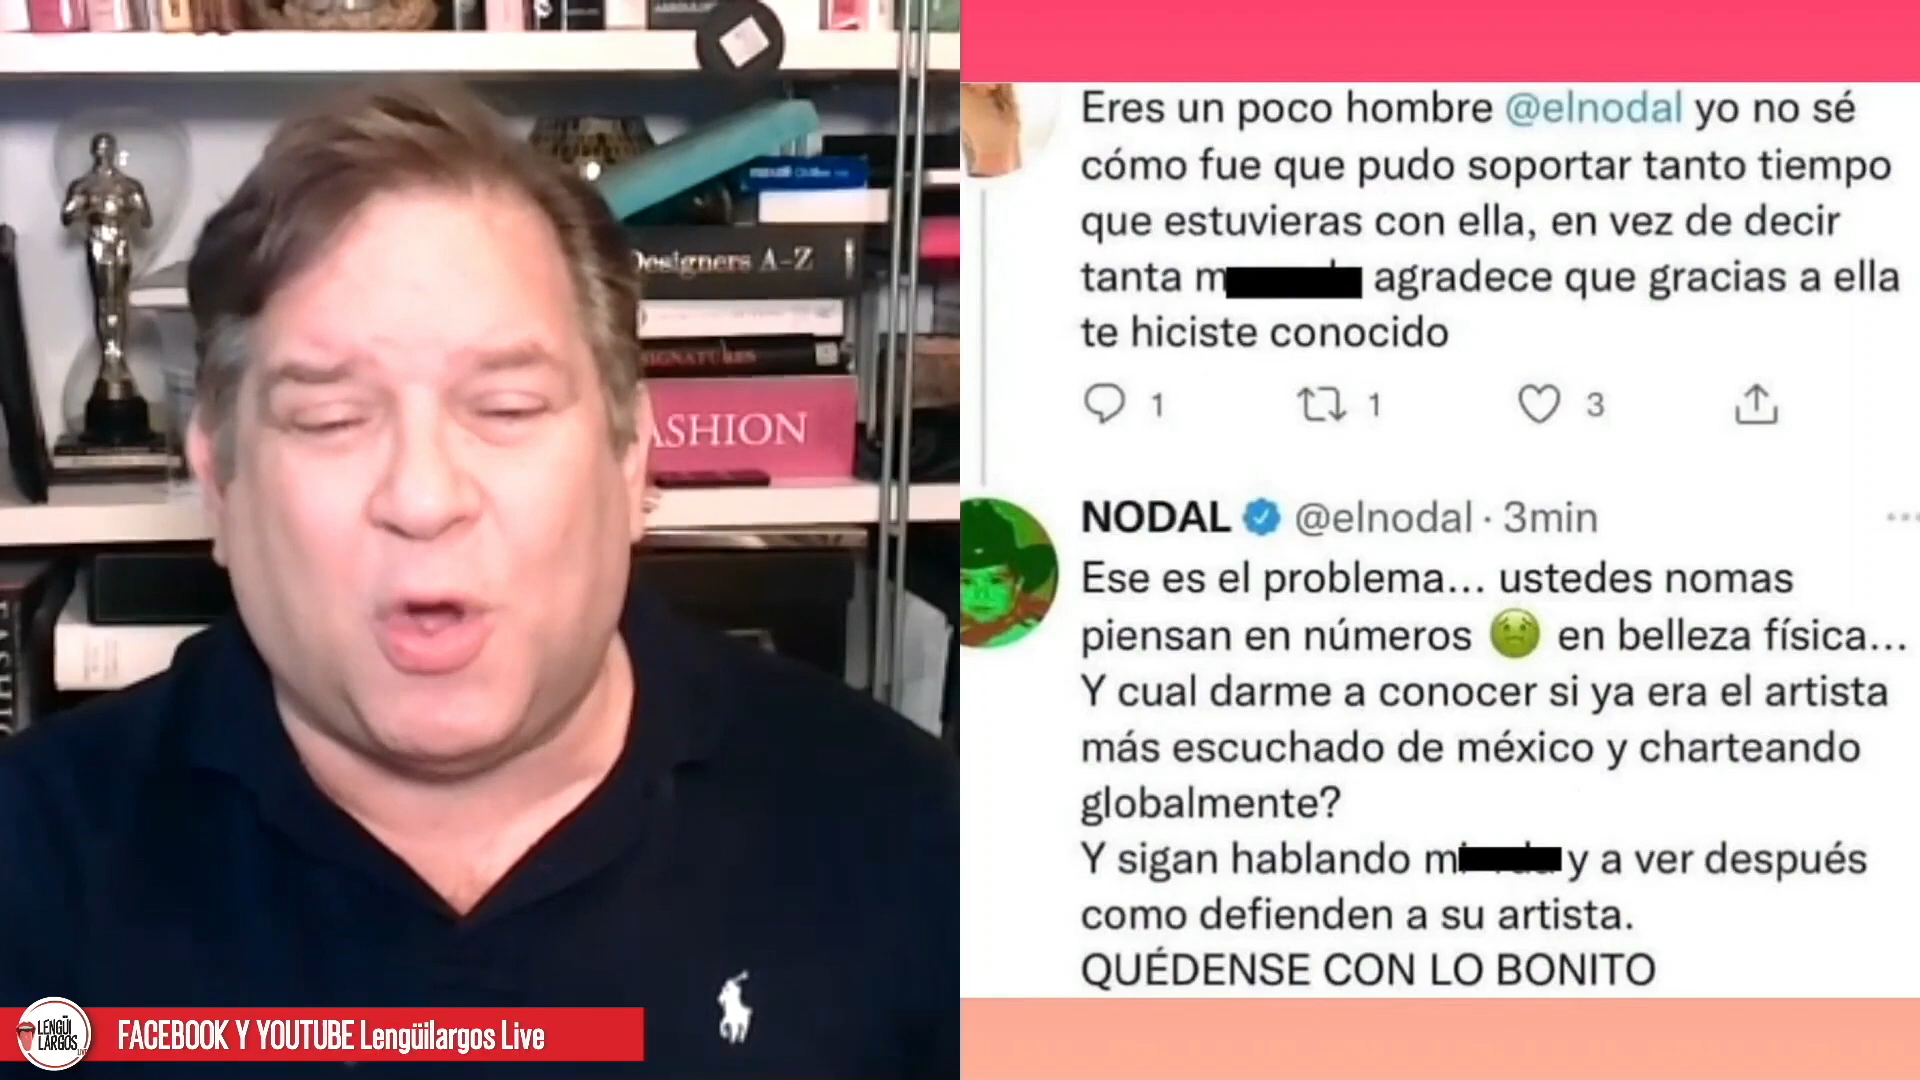 Designers A-Z
SIGNATURES
FASHION
LENGÜI
LARGOS
FACEBOOK Y YOUTUBE Lengüilargos Live
Eres un poco hombre @elnodal yo no sé
cómo fue que pudo soportar tanto tiempo
que estuvieras con ella, en vez de decir
tanta m agradece que gracias a ella
te hiciste conocido
1 1 3
NODAL @elnodal · 3min
Ese es el problema... ustedes nomas
piensan en números 🤢 en belleza física...
Y cual darme a conocer si ya era el artista
más escuchado de méxico y charteando
globalmente?
Y sigan hablando m y a ver después
como defienden a su artista.
QUÉDENSE CON LO BONITO